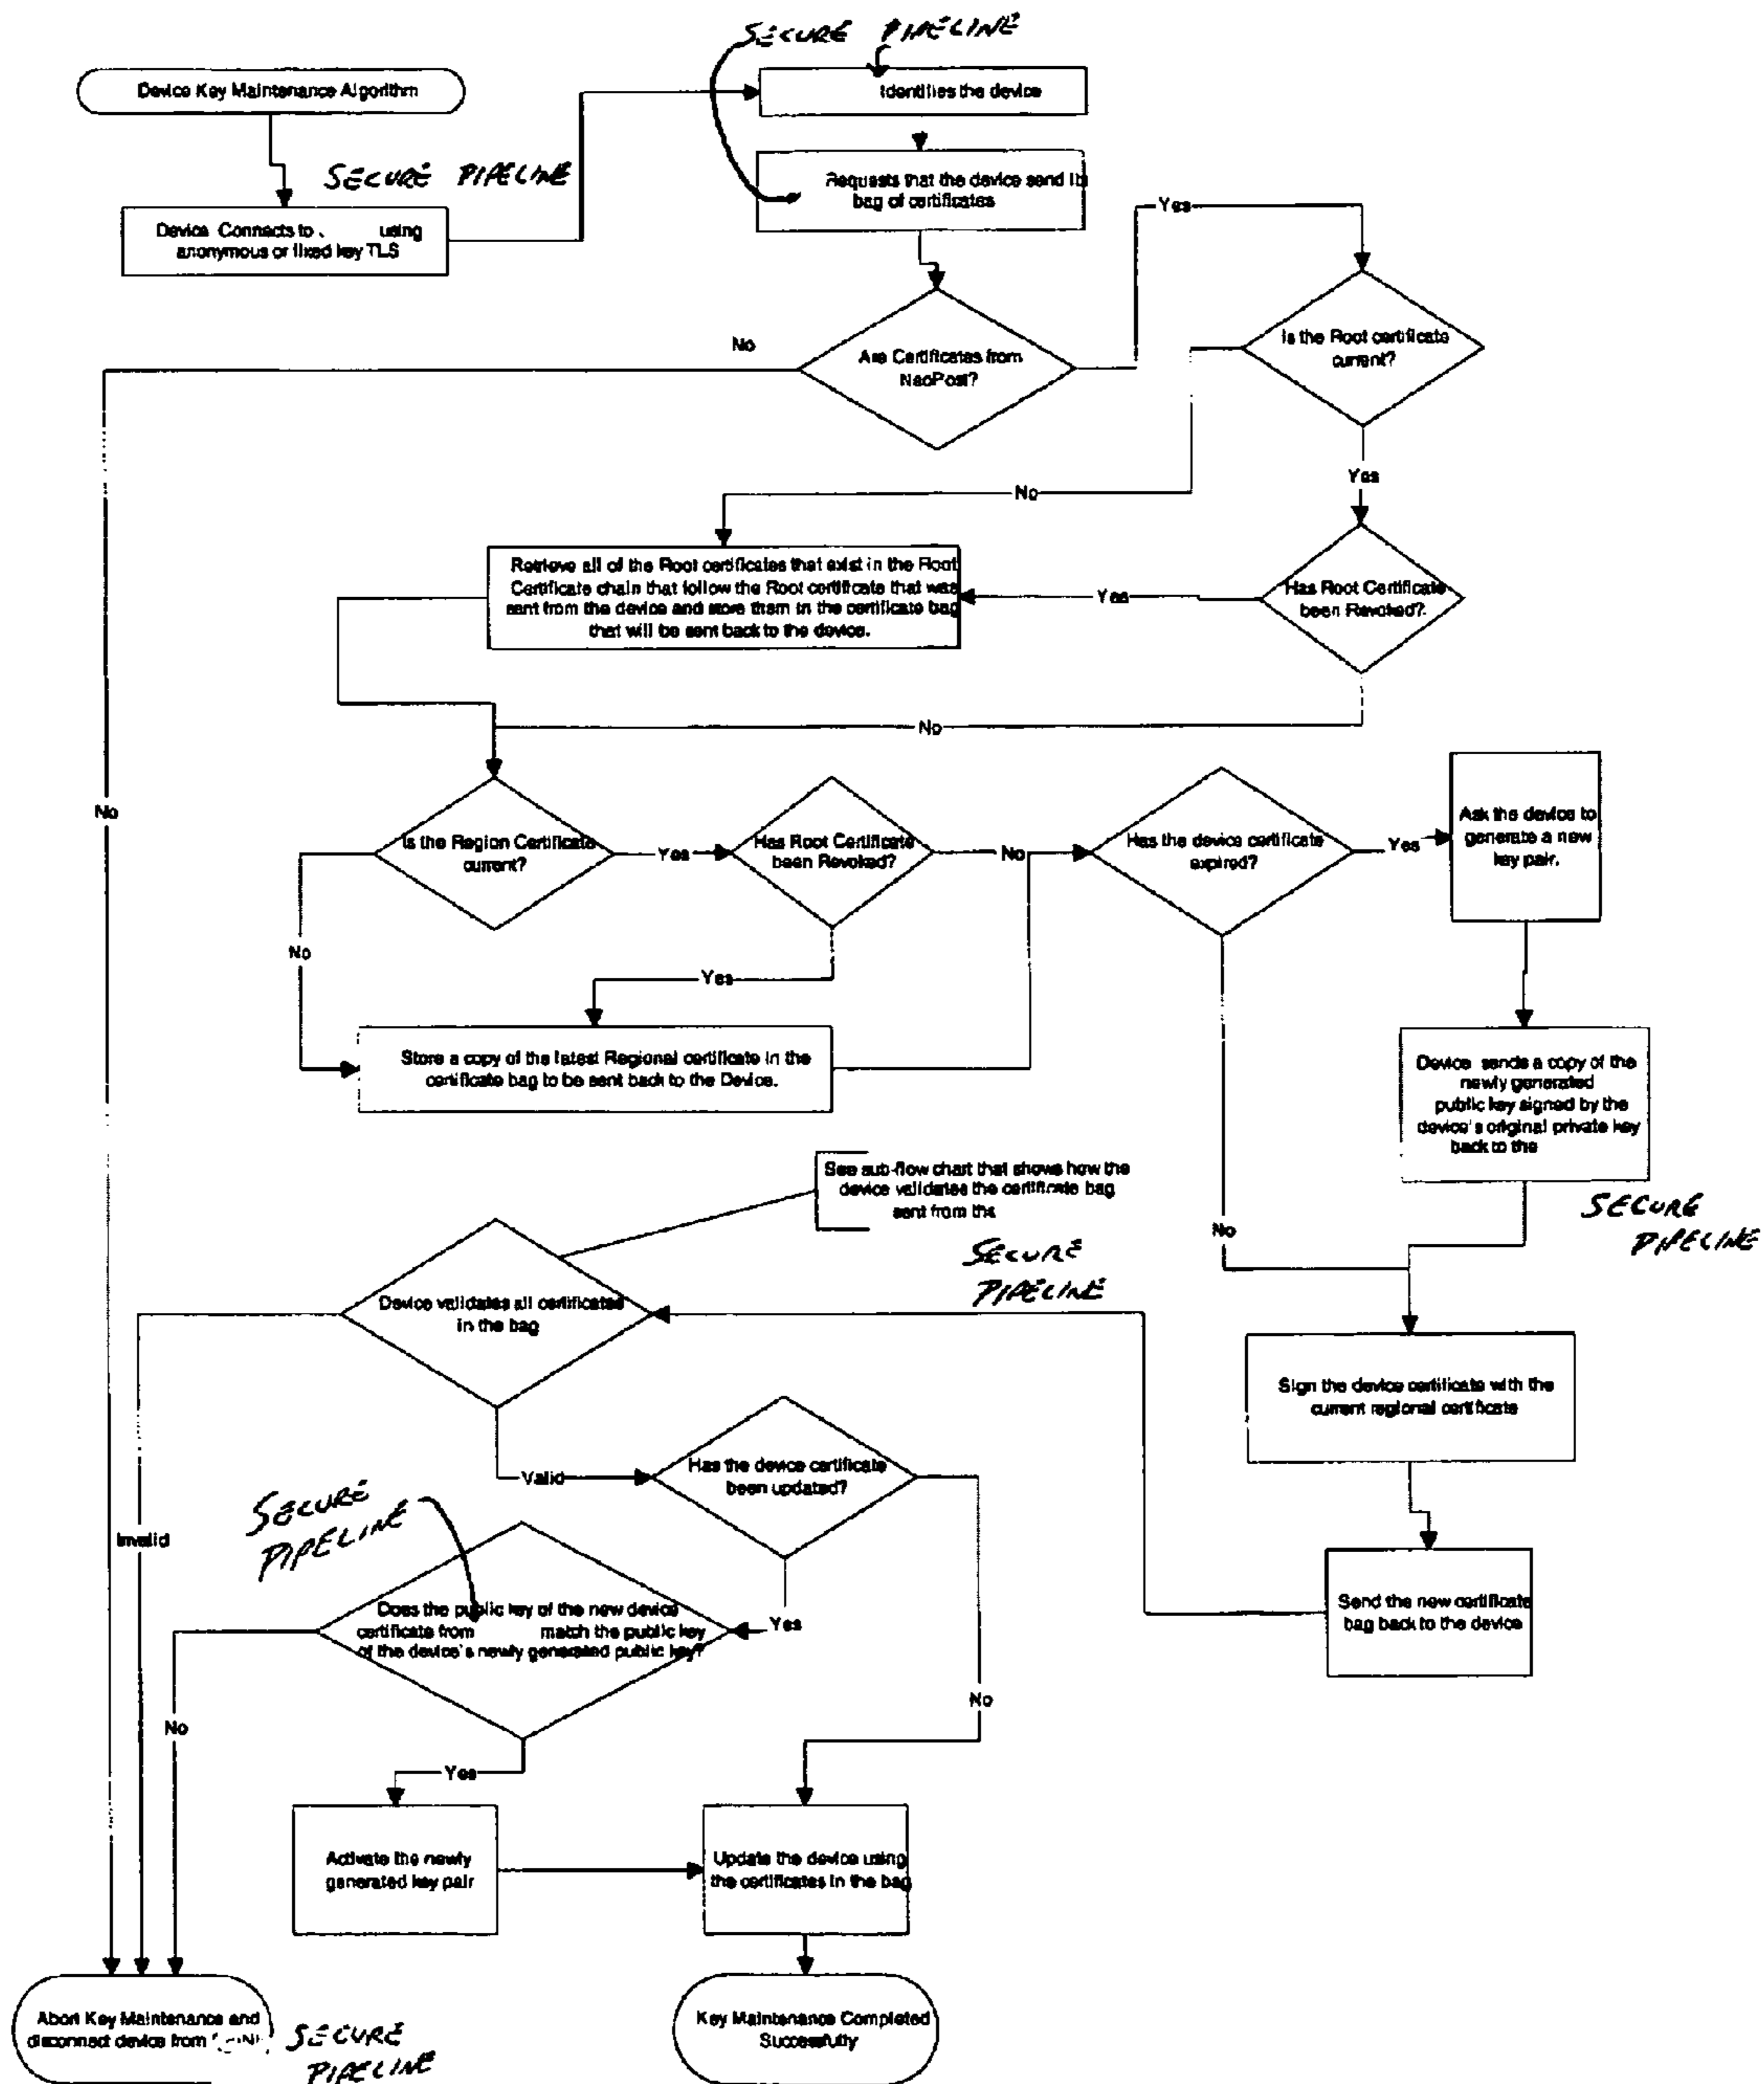 SECURE PIPELINE
Device Key Maintenance Algorithm
Identifies the device
SECURE PIPELINE
Requests that the device send its
bag of certificates
Device Connects to using
anonymous or fixed key TLS
Yes
No
Are Certificates from
NeoPost?
Is the Root certificate
current?
Yes
No
Retrieve all of the Root certificates that exist in the Root
Certificate chain that follow the Root certificate that was
sent from the device and store them in the certificate bag
that will be sent back to the device.
Yes
Has Root Certificate
been Revoked?
No
No
Is the Region Certificate
current?
Yes
Has Root Certificate
been Revoked?
No
Has the device certificate
expired?
Yes
Ask the device to
generate a new
key pair.
No
Yes
Store a copy of the latest Regional certificate in the
certificate bag to be sent back to the Device.
Device sends a copy of the
newly generated
public key signed by the
device's original private key
back to the
See sub-flow chart that shows how the
device validates the certificate bag
sent from the
SECURE
PIPELINE
No
SECURE
PIPELINE
Device validates all certificates
in the bag
Sign the device certificate with the
current regional certificate
Valid
Has the device certificate
been updated?
SECURE
PIPELINE
Invalid
Send the new certificate
bag back to the device
Does the public key of the new device
certificate from match the public key
of the device's newly generated public key?
Yes
No
No
Yes
Activate the newly
generated key pair
Update the device using
the certificates in the bag
Abort Key Maintenance and
disconnect device from
SECURE
PIPELINE
Key Maintenance Completed
Successfully